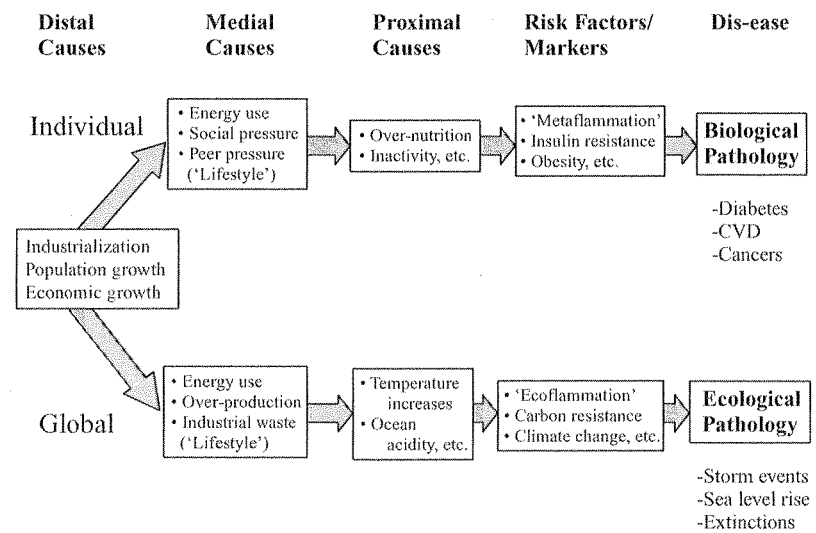 Distal Causes
Medial Causes
Proximal Causes
Risk Factors/ Markers
Dis-ease
Individual
• Energy use
• Social pressure
• Peer pressure
(‘Lifestyle’)
• Over-nutrition
• Inactivity, etc.
• ‘Metaflammation’
• Insulin resistance
• Obesity, etc.
Biological
Pathology
-Diabetes
-CVD
-Cancers
Industrialization
Population growth
Economic growth
Global
• Energy use
• Over-production
• Industrial waste
(‘Lifestyle’)
• Temperature
increases
• Ocean
acidity, etc.
• ‘Ecoflammation’
• Carbon resistance
• Climate change, etc.
Ecological
Pathology
-Storm events
-Sea level rise
-Extinctions